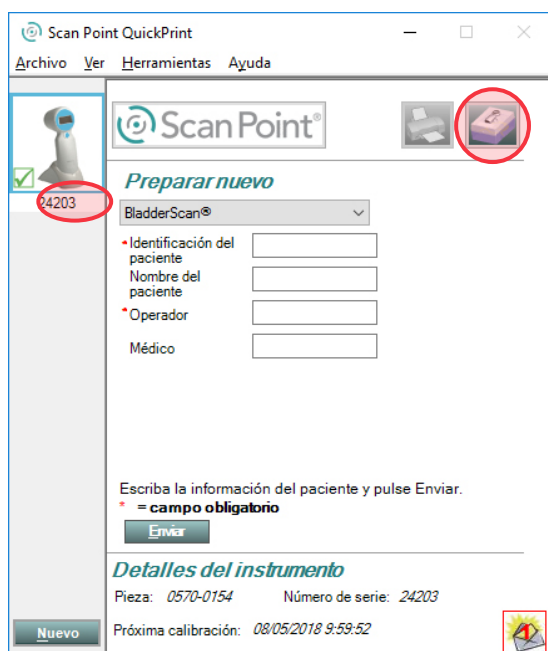 Scan Point QuickPrint
Archivo Ver Herramientas Ayuda
Scan Point®
24203
Preparar nuevo
BladderScan®
*Identificación del
paciente
Nombre del
paciente
*Operador
Médico
Escriba la información del paciente y pulse Enviar.
* = campo obligatorio
Enviar
Detalles del instrumento
Pieza: 0570-0154 Número de serie: 24203
Nuevo
Próxima calibración: 08/05/2018 9:59:52